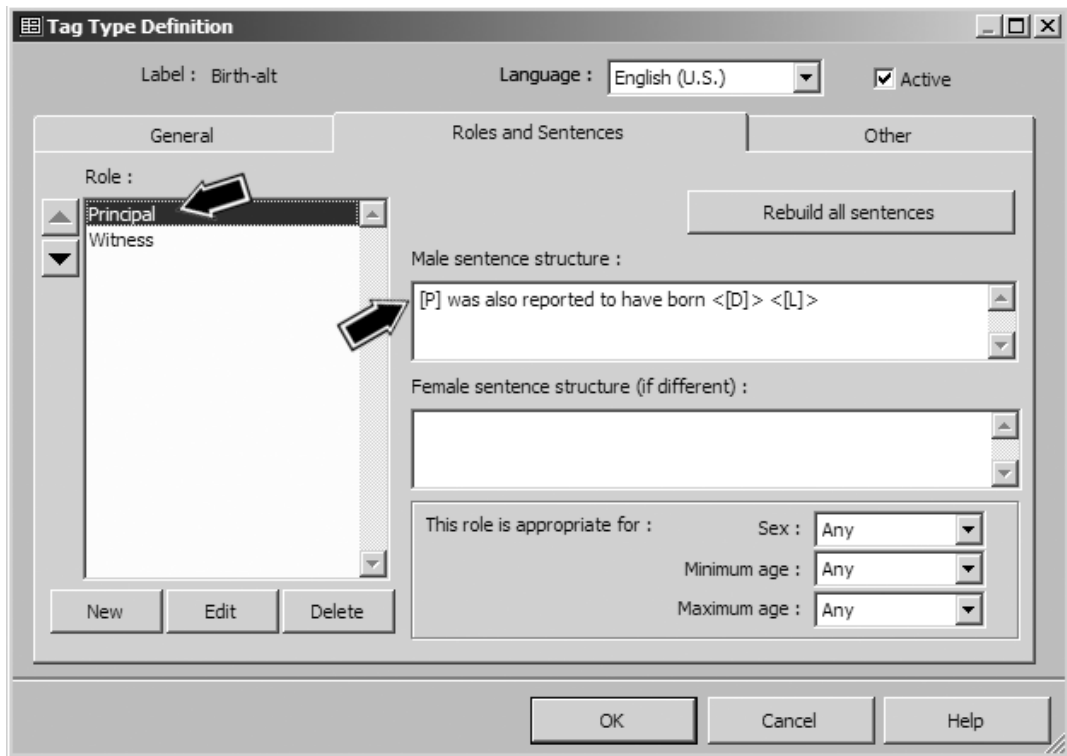 Tag Type Definition
Label : Birth-alt Language : English (U.S.) Active
General Roles and Sentences Other
Role :
Principal
Witness
Rebuild all sentences
Male sentence structure :
[P] was also reported to have born <[D]> <[L]>
Female sentence structure (if different) :
This role is appropriate for : Sex : Any
Minimum age : Any
Maximum age : Any
New Edit Delete
OK Cancel Help